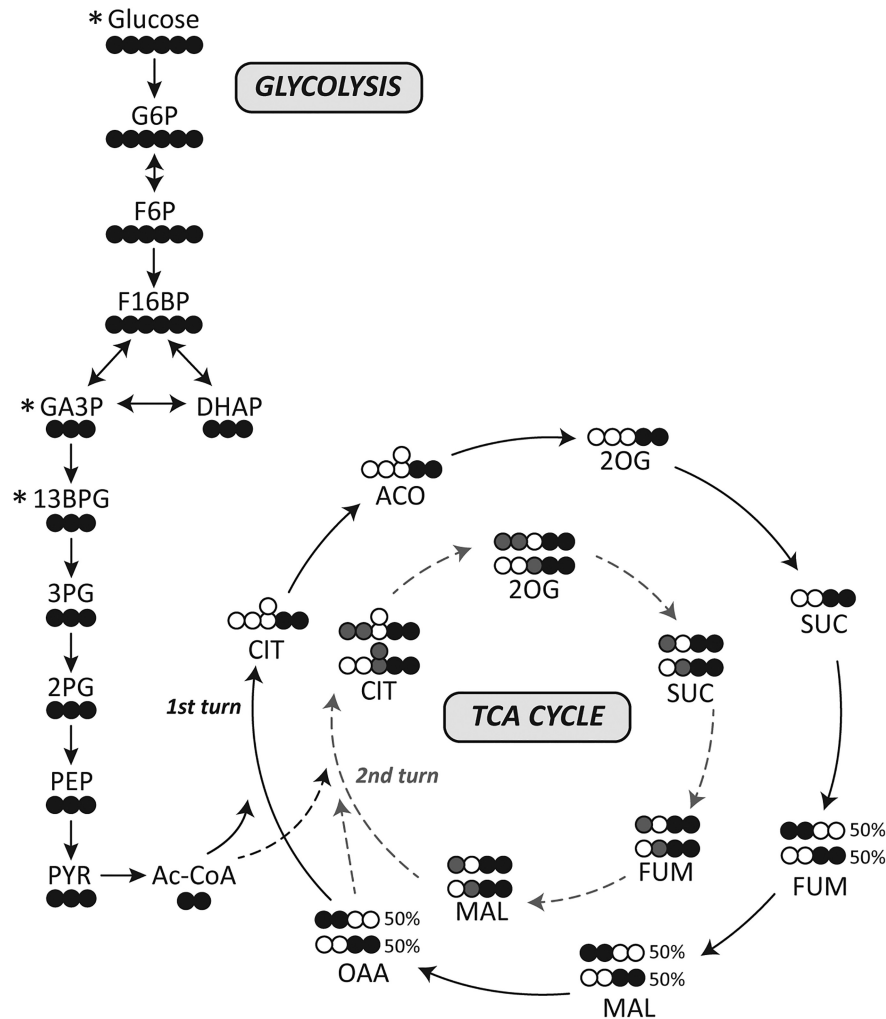 * Glucose
GLYCOLYSIS
G6P
F6P
F16BP
* GA3P
DHAP
* 13BPG
3PG
2PG
PEP
PYR
Ac-CoA
1st turn
CIT
ACO
2OG
SUC
FUM
50%
50%
MAL
50%
50%
OAA
50%
50%
2nd turn
CIT
2OG
SUC
FUM
MAL
TCA CYCLE